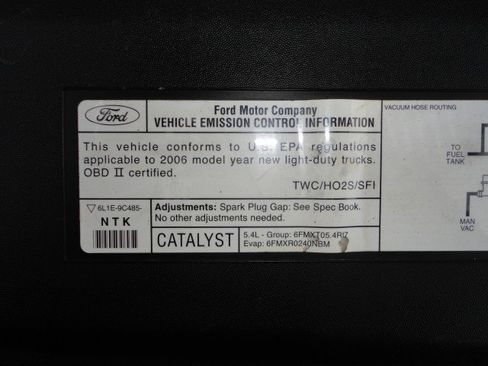 Ford
Ford Motor Company
VEHICLE EMISSION CONTROL INFORMATION
This vehicle conforms to U.S. EPA regulations
applicable to 2006 model year new light-duty trucks.
OBD II certified.
TWC/HO2S/SFI
6L1E-9C485-
NTK
Adjustments: Spark Plug Gap: See Spec Book.
No other adjustments needed.
CATALYST
5.4L - Group: 6FMXT05.4RI7
Evap: 6FMXR0240NBM
VACUUM HOSE ROUTING
TO
FUEL
TANK
MAN
VAC